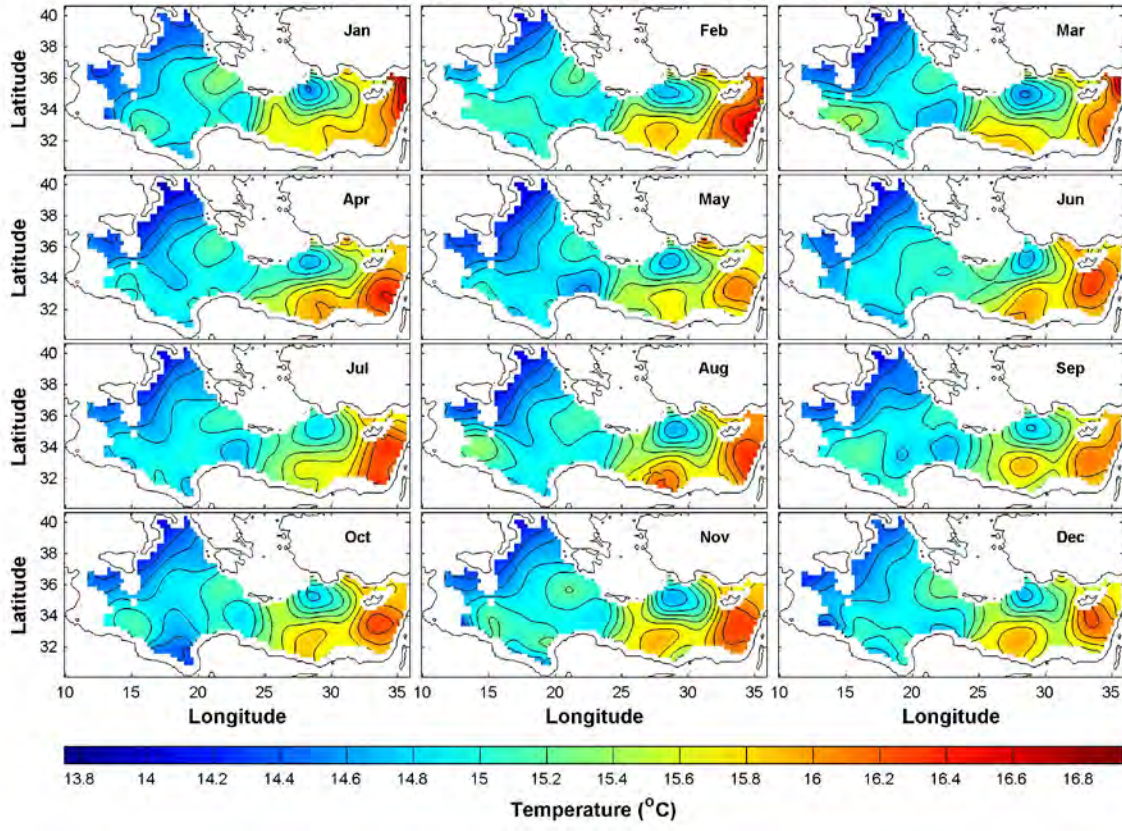 40
38
36
34
32
Latitude
Jan
Feb
Mar
40
38
36
34
32
Latitude
Apr
May
Jun
40
38
36
34
32
Latitude
Jul
Aug
Sep
40
38
36
34
32
Latitude
Oct
Nov
Dec
10 15 20 25 30 35 10 15 20 25 30 35 10 15 20 25 30 35
Longitude Longitude Longitude
13.8 14 14.2 14.4 14.6 14.8 15 15.2 15.4 15.6 15.8 16 16.2 16.4 16.6 16.8
Temperature (°C)